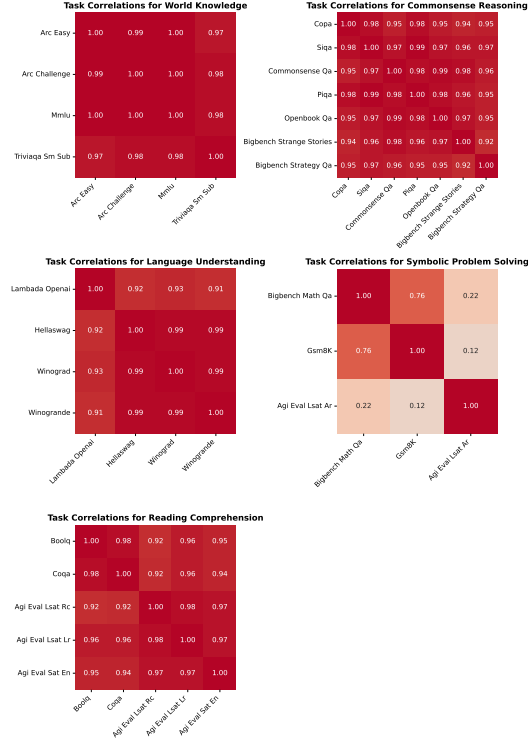 Task Correlations for World Knowledge
Arc Easy 1.00 0.99 1.00 0.97
Arc Challenge 0.99 1.00 1.00 0.98
Mmlu 1.00 1.00 1.00 0.98
Triviaqa Sm Sub 0.97 0.98 0.98 1.00
Arc Easy
Arc Challenge
Mmlu
Triviaqa Sm Sub
Task Correlations for Commonsense Reasoning
Copa 1.00 0.98 0.95 0.98 0.95 0.94 0.95
Siqa 0.98 1.00 0.97 0.99 0.97 0.96 0.97
Commonsense Qa 0.95 0.97 1.00 0.98 0.99 0.98 0.96
Piqa 0.98 0.99 0.98 1.00 0.98 0.96 0.95
Openbook Qa 0.95 0.97 0.99 0.98 1.00 0.97 0.95
Bigbench Strange Stories 0.94 0.96 0.98 0.96 0.97 1.00 0.92
Bigbench Strategy Qa 0.95 0.97 0.96 0.95 0.95 0.92 1.00
Copa
Siqa
Commonsense Qa
Piqa
Openbook Qa
Bigbench Strange Stories
Bigbench Strategy Qa
Task Correlations for Language Understanding
Lambada Openai 1.00 0.92 0.93 0.91
Hellaswag 0.92 1.00 0.99 0.99
Winograd 0.93 0.99 1.00 0.99
Winogrande 0.91 0.99 0.99 1.00
Lambada Openai
Hellaswag
Winograd
Winogrande
Task Correlations for Symbolic Problem Solving
Bigbench Math Qa 1.00 0.76 0.22
Gsm8K 0.76 1.00 0.12
Agi Eval Lsat Ar 0.22 0.12 1.00
Bigbench Math Qa
Gsm8K
Agi Eval Lsat Ar
Task Correlations for Reading Comprehension
Boolq 1.00 0.98 0.92 0.96 0.95
Coqa 0.98 1.00 0.92 0.96 0.94
Agi Eval Lsat Rc 0.92 0.92 1.00 0.98 0.97
Agi Eval Lsat Lr 0.96 0.96 0.98 1.00 0.97
Agi Eval Sat En 0.95 0.94 0.97 0.97 1.00
Boolq
Coqa
Agi Eval Lsat Rc
Agi Eval Lsat Lr
Agi Eval Sat En